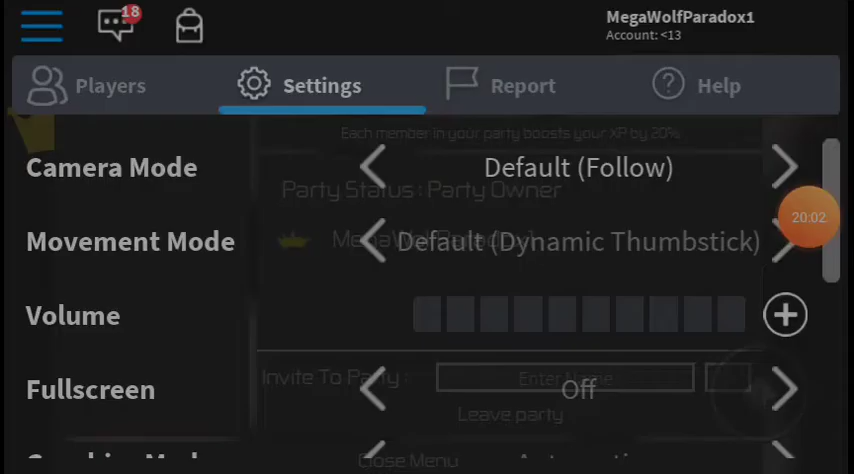 18
MegaWolfParadox1
Account: <13
Players
Settings
Report
Help
Each member in your party boosts your XP by 20%
Camera Mode
Default (Follow)
Party Status : Party Owner
20:02
Movement Mode
Default (Dynamic Thumbstick)
MegaWolfParadox1
Volume
Invite To Party :
Enter Name
Fullscreen
Off
Leave party
Close Menu